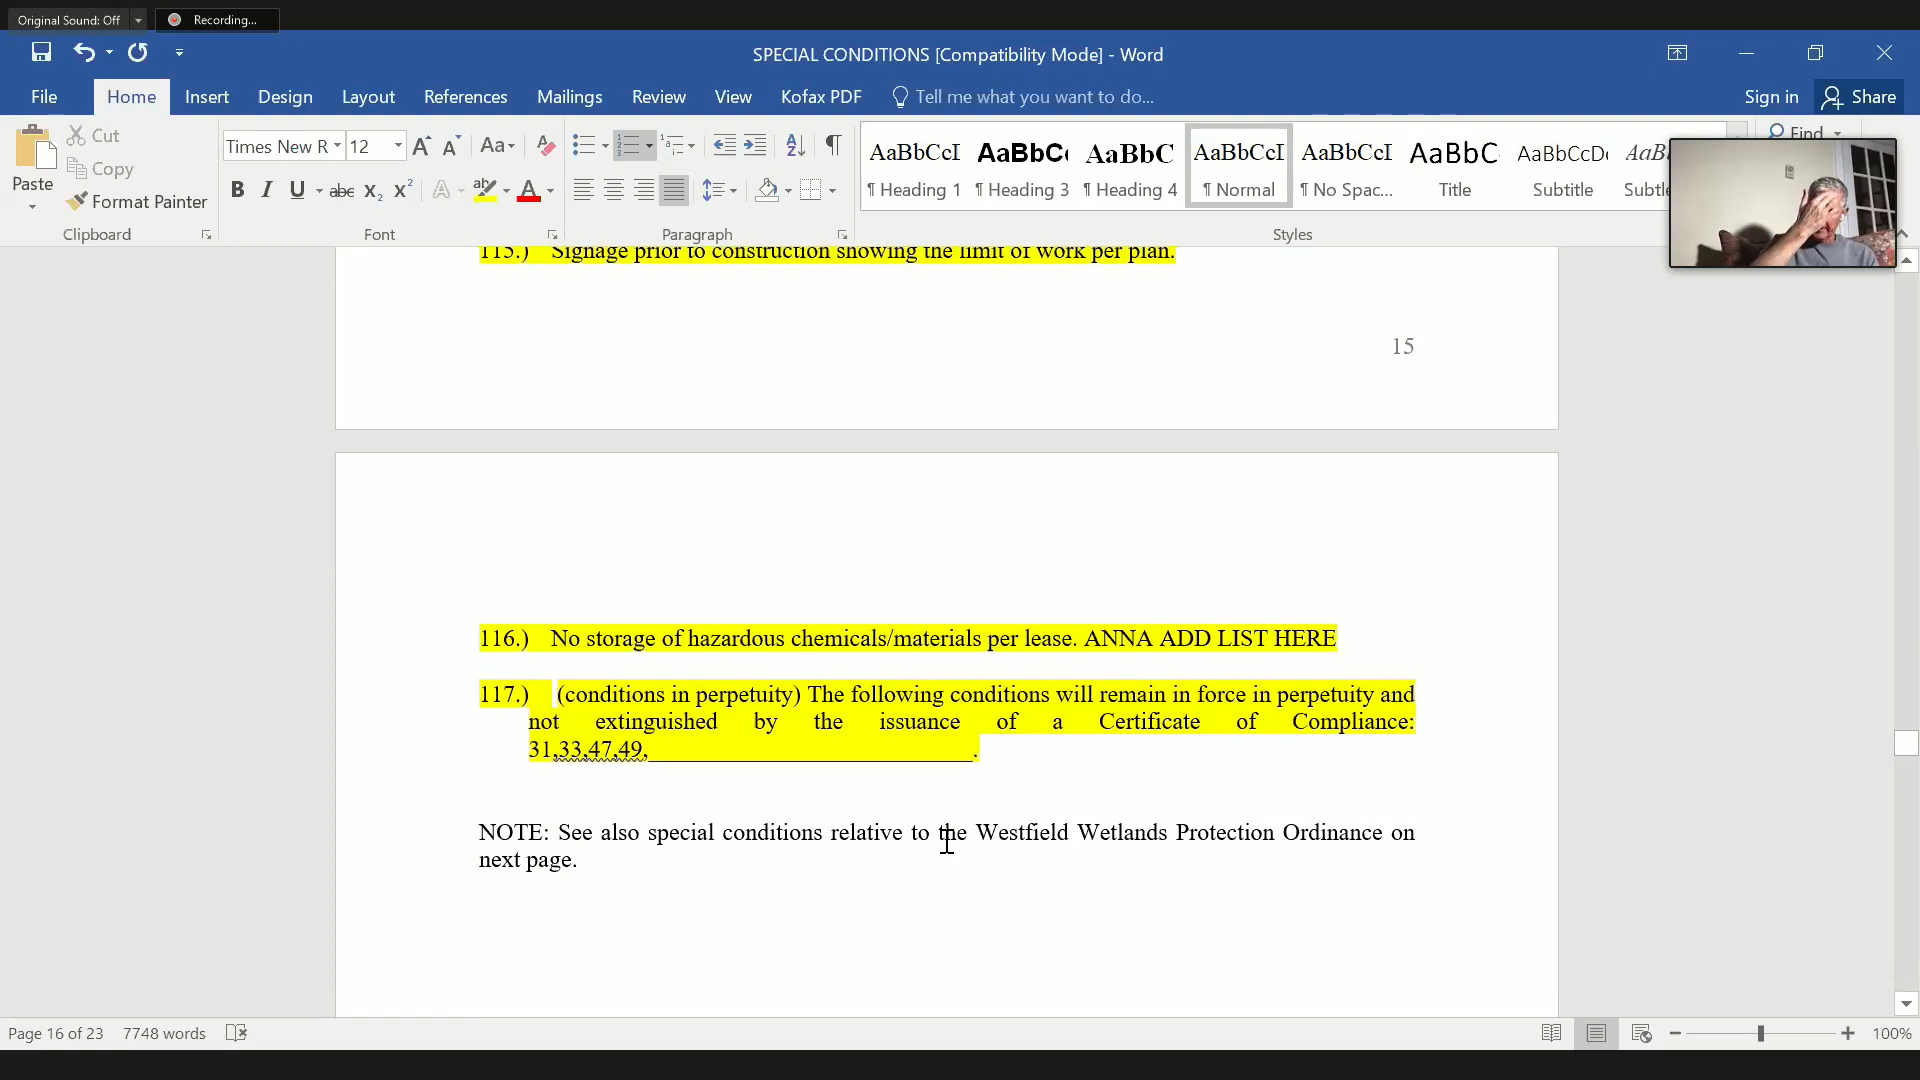 Original Sound: Off
Recording...
SPECIAL CONDITIONS [Compatibility Mode] - Word
File Home Insert Design Layout References Mailings Review View Kofax PDF Tell me what you want to do... Sign in Share
Paste
Cut
Copy
Format Painter
Clipboard
Times New R 12
Font
Paragraph
AaBbCcI AaBbC AaBbC AaBbCcI AaBbCcI AaBbC AaBbCcD AaB
¶ Heading 1 ¶ Heading 3 ¶ Heading 4 ¶ Normal ¶ No Spac... Title Subtitle Subtle
Styles
Find
115.) Signage prior to construction showing the limit of work per plan.
15
116.) No storage of hazardous chemicals/materials per lease. ANNA ADD LIST HERE
117.) (conditions in perpetuity) The following conditions will remain in force in perpetuity and
not extinguished by the issuance of a Certificate of Compliance:
31,33,47,49,___________________________.
NOTE: See also special conditions relative to the Westfield Wetlands Protection Ordinance on
next page.
Page 16 of 23 7748 words
100%